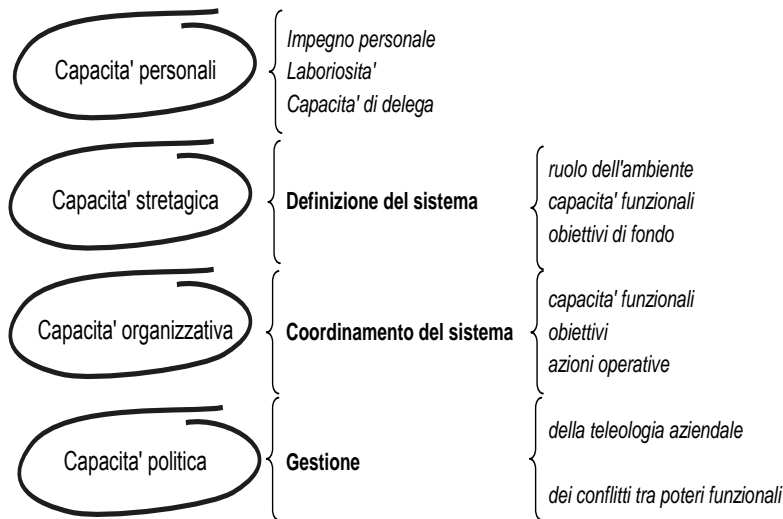 Capacita' personali
Impegno personale
Laboriosita'
Capacita' di delega
Capacita' stretagica
Definizione del sistema
ruolo dell'ambiente
capacita' funzionali
obiettivi di fondo
Capacita' organizzativa
Coordinamento del sistema
capacita' funzionali
obiettivi
azioni operative
Capacita' politica
Gestione
della teleologia aziendale
dei conflitti tra poteri funzionali